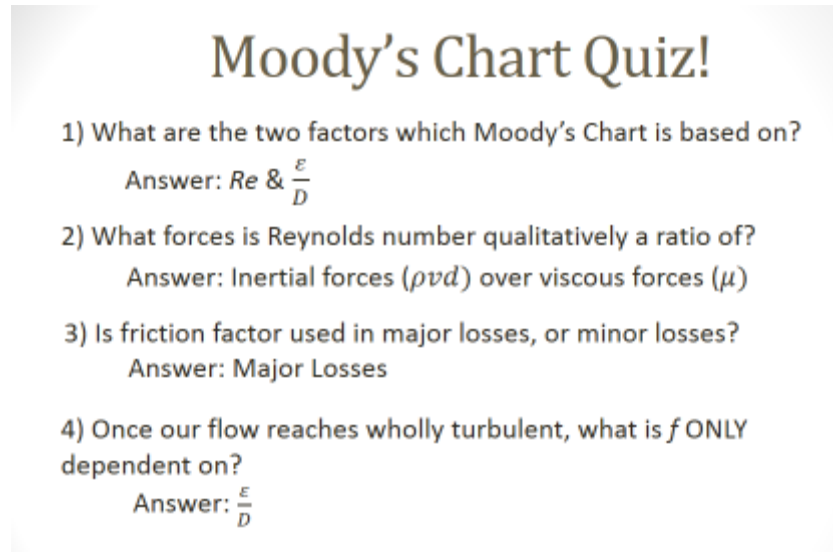 Moody’s Chart Quiz!
1) What are the two factors which Moody’s Chart is based on?
Answer: Re & ε/D
2) What forces is Reynolds number qualitatively a ratio of?
Answer: Inertial forces (ρvd) over viscous forces (μ)
3) Is friction factor used in major losses, or minor losses?
Answer: Major Losses
4) Once our flow reaches wholly turbulent, what is f ONLY
dependent on?
Answer: ε/D